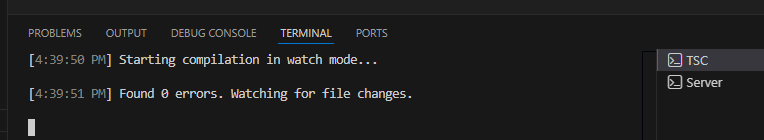 PROBLEMS OUTPUT DEBUG CONSOLE TERMINAL PORTS
[4:39:50 PM] Starting compilation in watch mode...
[4:39:51 PM] Found 0 errors. Watching for file changes.
TSC
Server